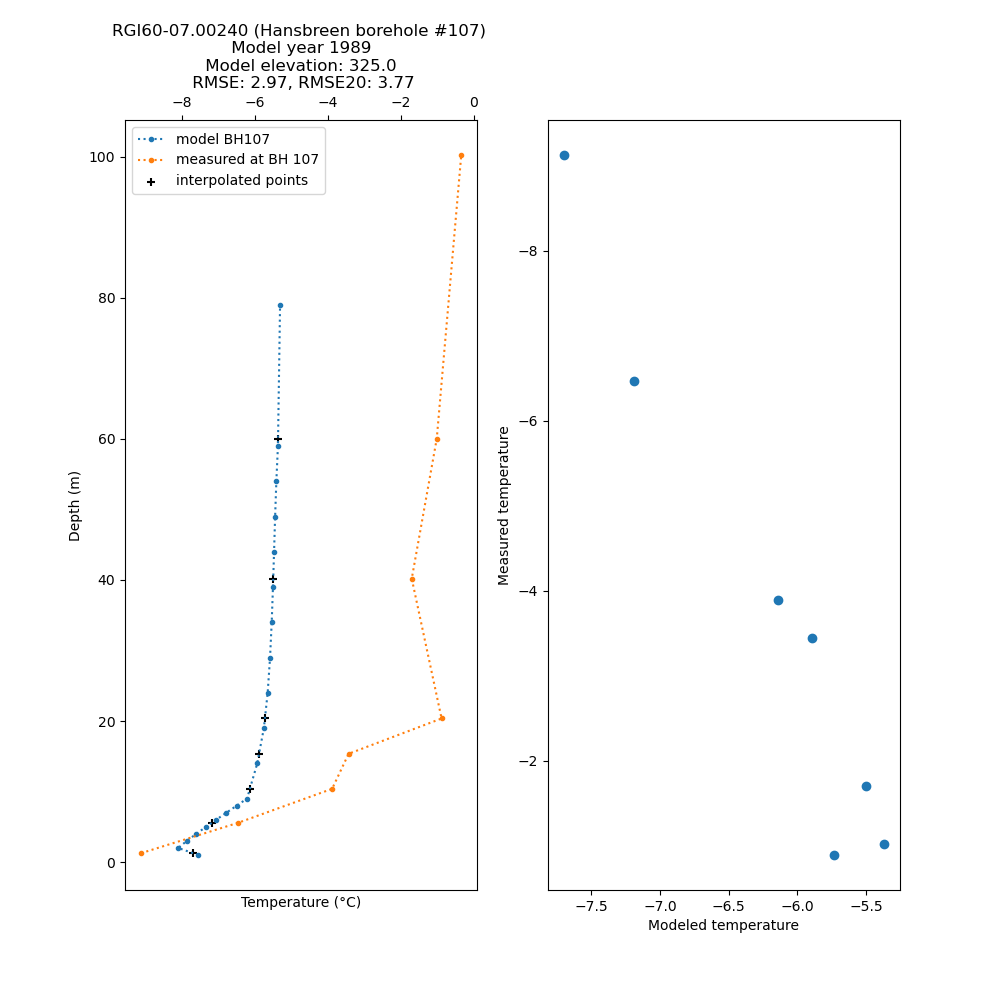 RGI60-07.00240 (Hansbreen borehole #107)
Model year 1989
Model elevation: 325.0
RMSE: 2.97, RMSE20: 3.77
−8 −6 −4 −2 0
model BH107
measured at BH 107
interpolated points
100
80
60
40
20
0
Depth (m)
Temperature (°C)
−8
−6
−4
−2
Measured temperature
−7.5 −7.0 −6.5 −6.0 −5.5
Modeled temperature